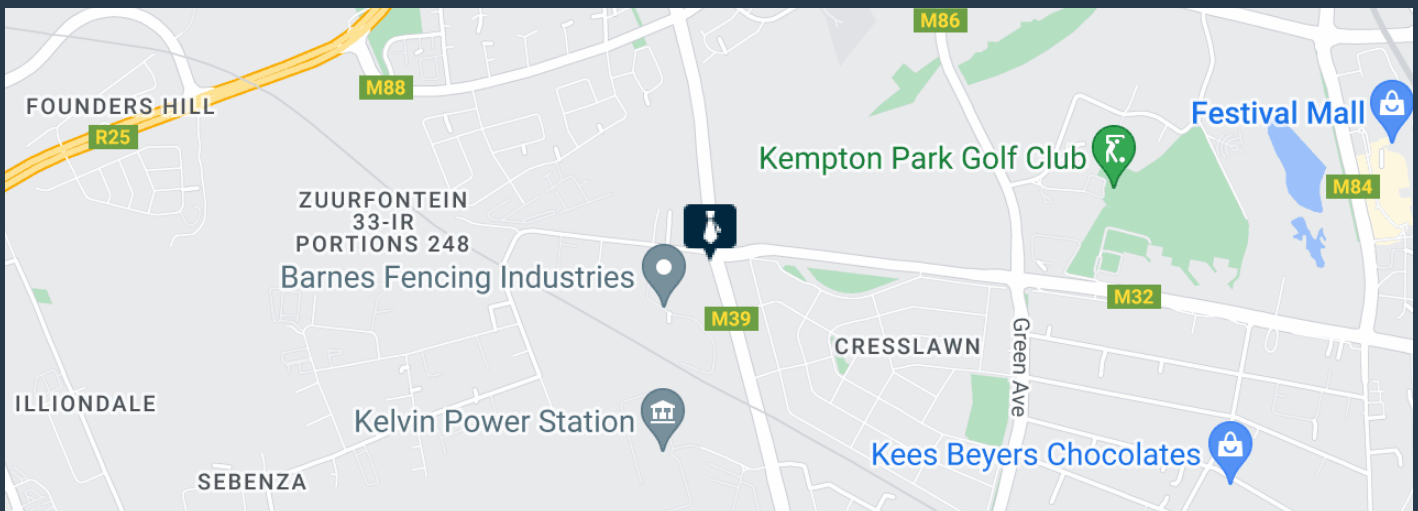 M86
M88
FOUNDERS HILL
R25
Festival Mall
Kempton Park Golf Club
M84
ZUURFONTEIN
33-IR
PORTIONS 248
Barnes Fencing Industries
M32
M39
CRESSLAWN
Green Ave
ILLIONDALE
Kelvin Power Station
Kees Beyers Chocolates
SEBENZA